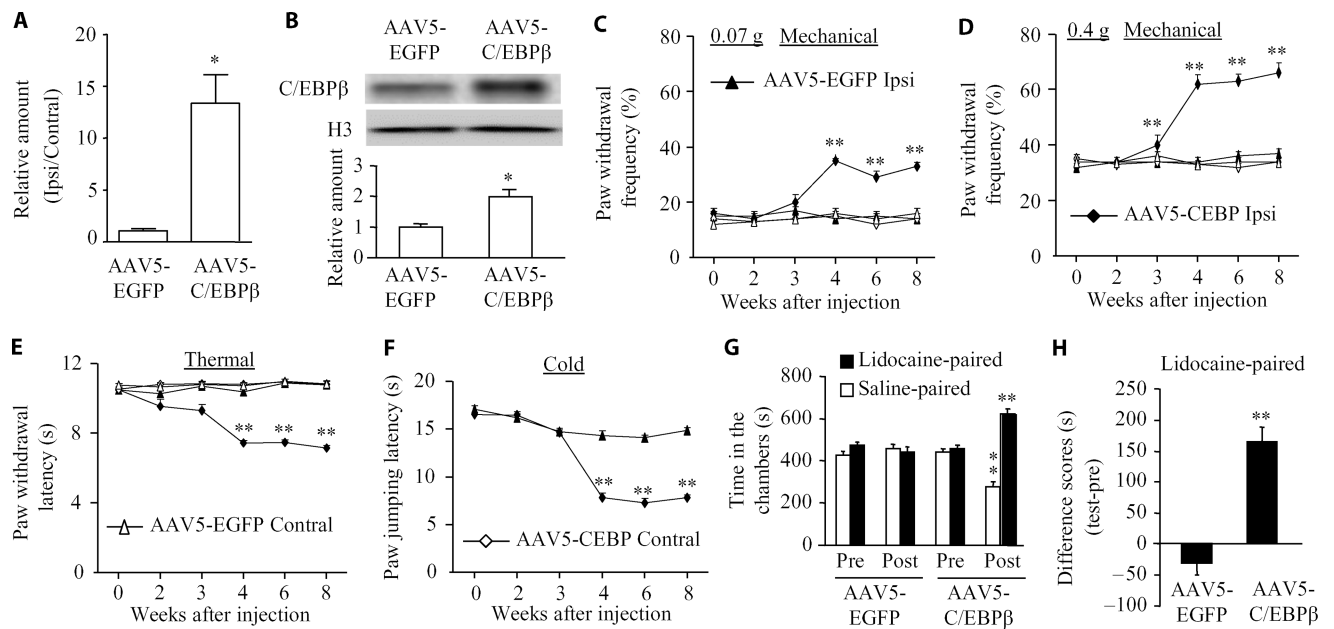 A
20
15
10
5
0
Relative amount
(Ipsi/Control)
*
AAV5-
EGFP
AAV5-
C/EBPβ
B
AAV5-
EGFP
AAV5-
C/EBPβ
C/EBPβ
H3
Relative amount
3
2
1
0
*
AAV5-
EGFP
AAV5-
C/EBPβ
C
0.07 g Mechanical
AAV5-EGFP Ipsi
Paw withdrawal
frequency (%)
80
60
40
20
0
** ** **
0 2 3 4 6 8
Weeks after injection
D
0.4 g Mechanical
AAV5-CEBP Ipsi
Paw withdrawal
frequency (%)
80
60
40
20
0
** ** ** **
0 2 3 4 6 8
Weeks after injection
E
Thermal
Paw withdrawal
latency (s)
12
8
4
0
** ** **
AAV5-EGFP Contral
0 2 3 4 6 8
Weeks after injection
F
Cold
Paw jumping latency (s)
20
15
10
5
0
** ** **
AAV5-CEBP Contral
0 2 3 4 6 8
Weeks after injection
G
Lidocaine-paired
Saline-paired
Time in the
chambers (s)
800
600
400
200
0
**
**
Pre Post Pre Post
AAV5-
EGFP
AAV5-
C/EBPβ
H
Lidocaine-paired
Difference scores (s)
(test-pre)
250
200
150
100
50
0
−50
−100
**
AAV5-
EGFP
AAV5-
C/EBPβ